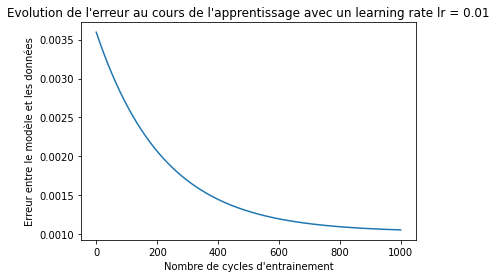 Evolution de l'erreur au cours de l'apprentissage avec un learning rate lr = 0.01
0.0035
0.0030
0.0025
0.0020
0.0015
0.0010
Erreur entre le modèle et les données
0 200 400 600 800 1000
Nombre de cycles d'entrainement